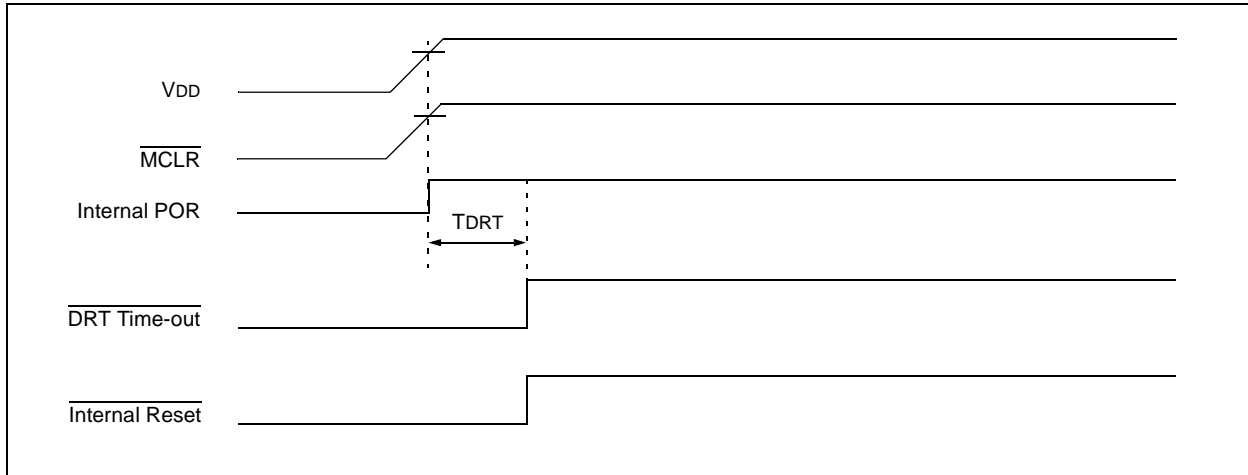 VDD
MCLR
Internal POR
TDRT
DRT Time-out
Internal Reset